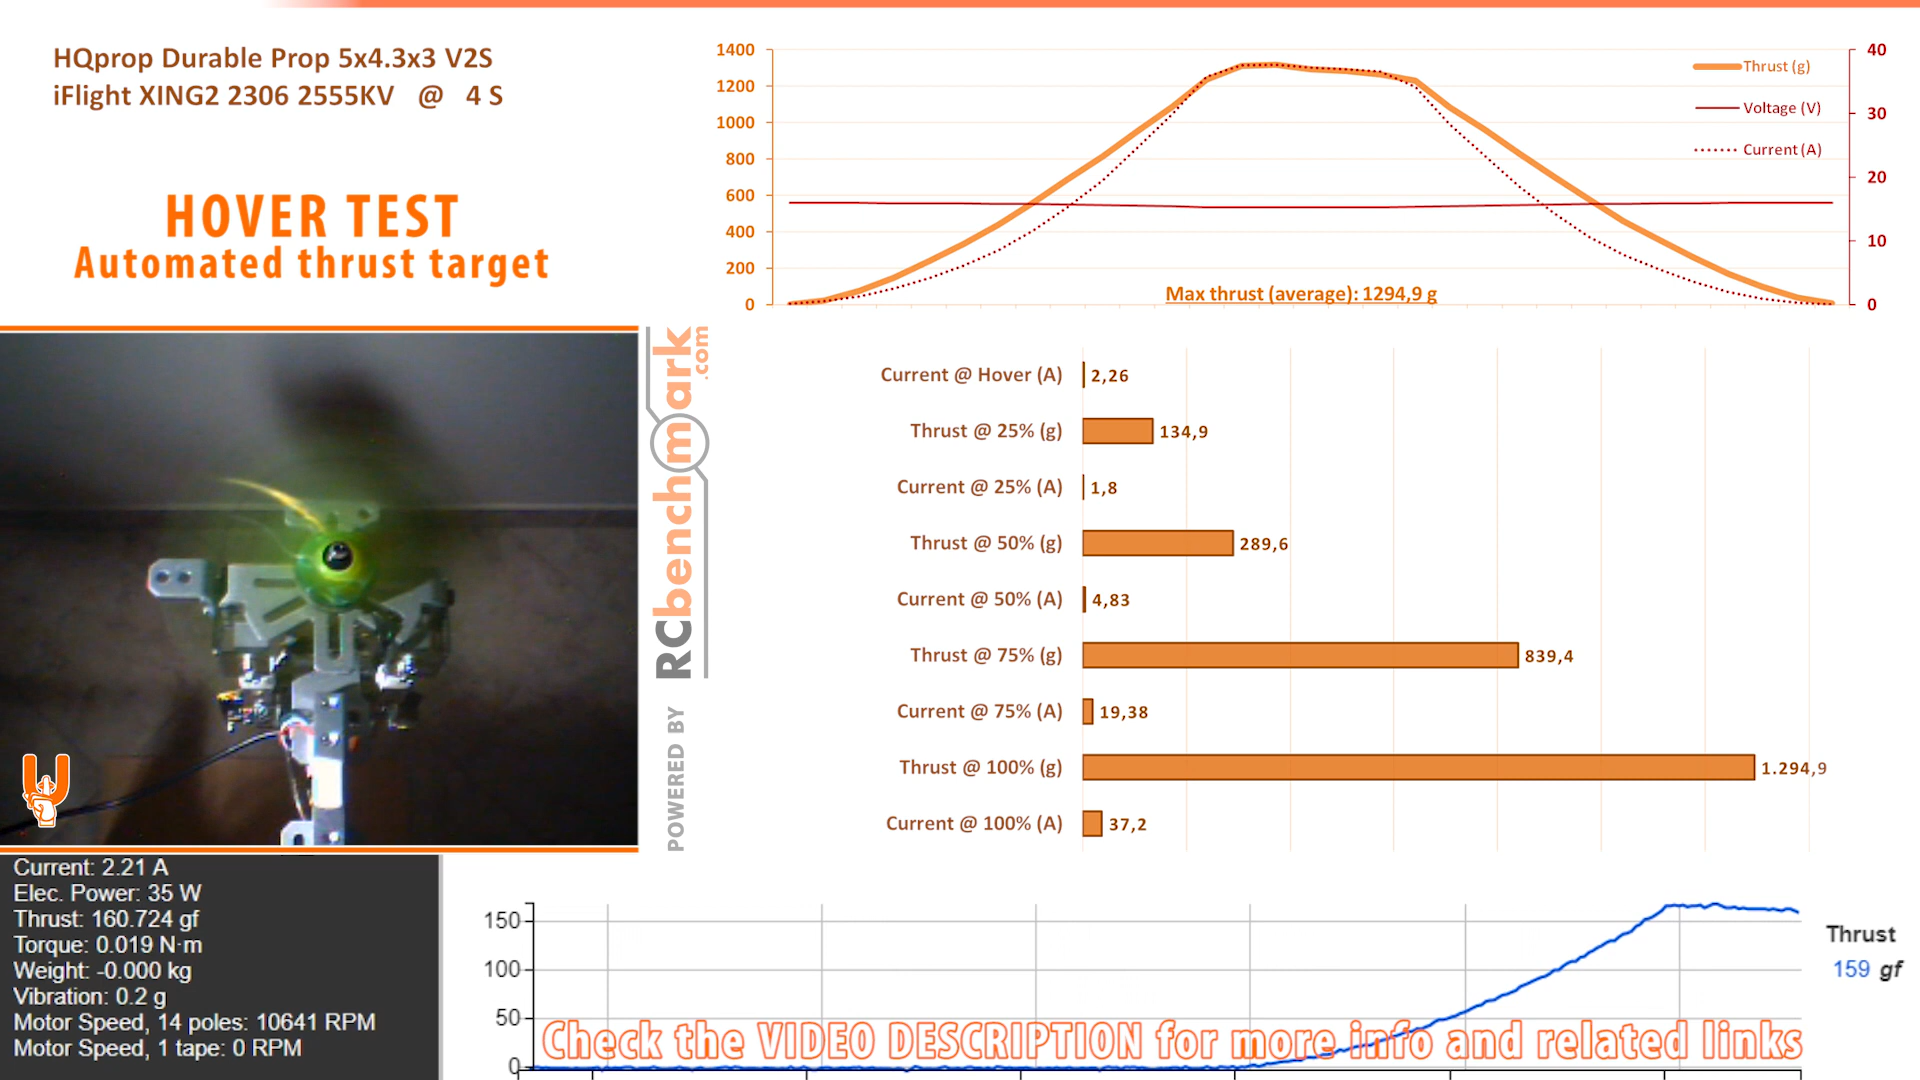 HQprop Durable Prop 5x4.3x3 V2S
iFlight XING2 2306 2555KV @ 4 S
HOVER TEST
Automated thrust target
1400
1200
1000
800
600
400
200
0
40
30
20
10
0
Thrust (g)
Voltage (V)
Current (A)
Max thrust (average): 1294,9 g
POWERED BY RCbenchmark.com
Current @ Hover (A) 2,26
Thrust @ 25% (g) 134,9
Current @ 25% (A) 1,8
Thrust @ 50% (g) 289,6
Current @ 50% (A) 4,83
Thrust @ 75% (g) 839,4
Current @ 75% (A) 19,38
Thrust @ 100% (g) 1.294,9
Current @ 100% (A) 37,2
Current: 2.21 A
Elec. Power: 35 W
Thrust: 160.724 gf
Torque: 0.019 N·m
Weight: -0.000 kg
Vibration: 0.2 g
Motor Speed, 14 poles: 10641 RPM
Motor Speed, 1 tape: 0 RPM
150
100
50
0
Thrust
159 gf
Check the VIDEO DESCRIPTION for more info and related links